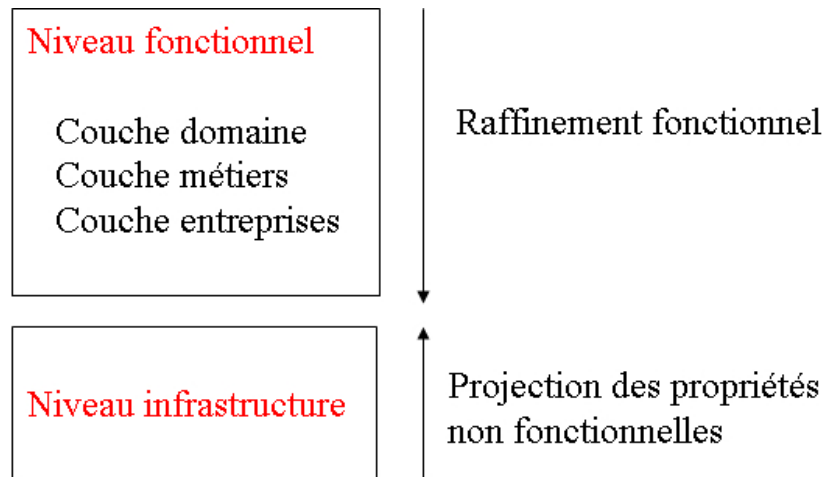 Niveau fonctionnel
Couche domaine
Couche métiers
Couche entreprises
Raffinement fonctionnel
Niveau infrastructure
Projection des propriétés
non fonctionnelles